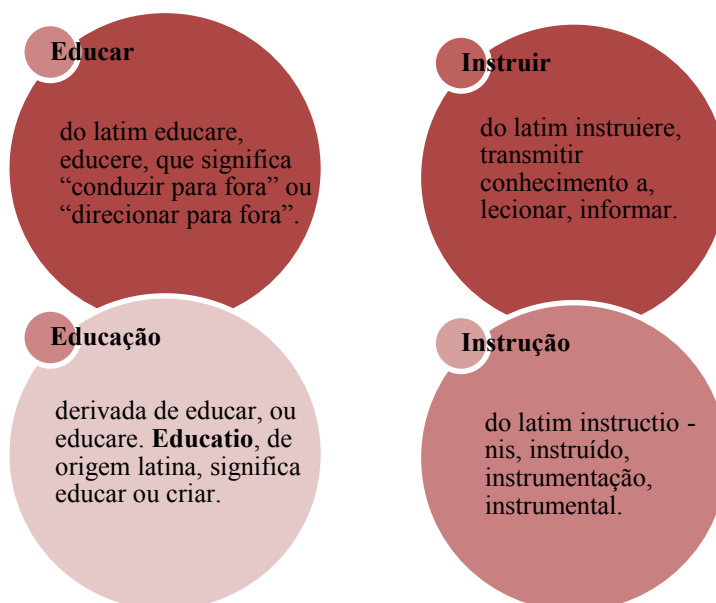 Educar
do latim educare,
educere, que significa
“conduzir para fora” ou
“direcionar para fora”.
Instruir
do latim instruiere,
transmitir
conhecimento a,
lecionar, informar.
Educação
derivada de educar, ou
educare. Educatio, de
origem latina, significa
educar ou criar.
Instrução
do latim instructio -
nis, instruído,
instrumentação,
instrumental.